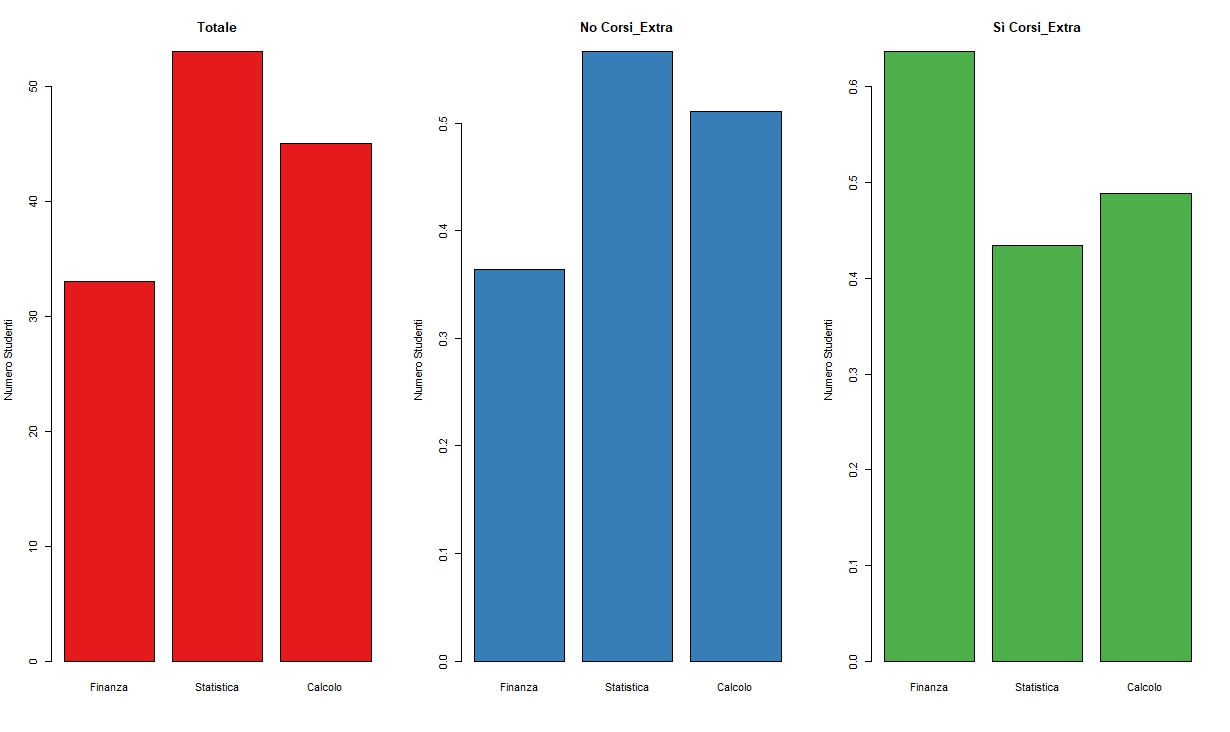 Totale
Numero Studenti
50
40
30
20
10
0
Finanza Statistica Calcolo
No Corsi_Extra
Numero Studenti
0.5
0.4
0.3
0.2
0.1
0.0
Finanza Statistica Calcolo
Sì Corsi_Extra
Numero Studenti
0.6
0.5
0.4
0.3
0.2
0.1
0.0
Finanza Statistica Calcolo